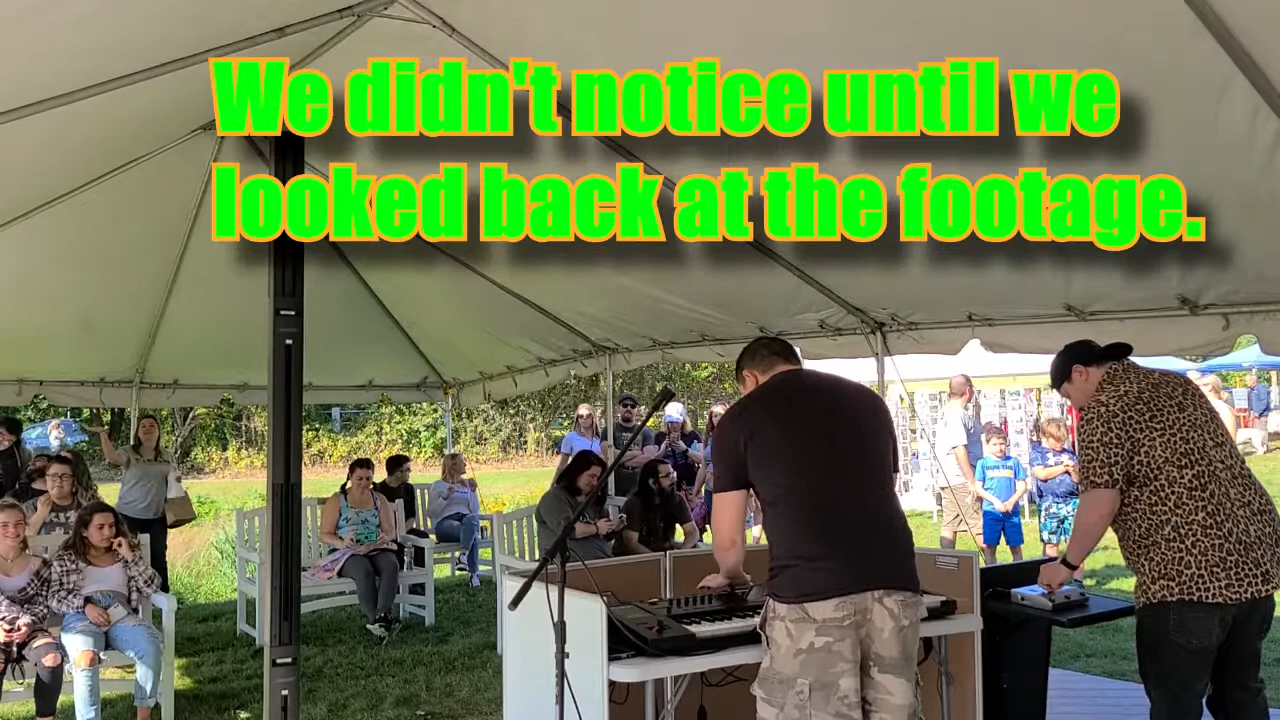 We didn't notice until we
looked back at the footage.